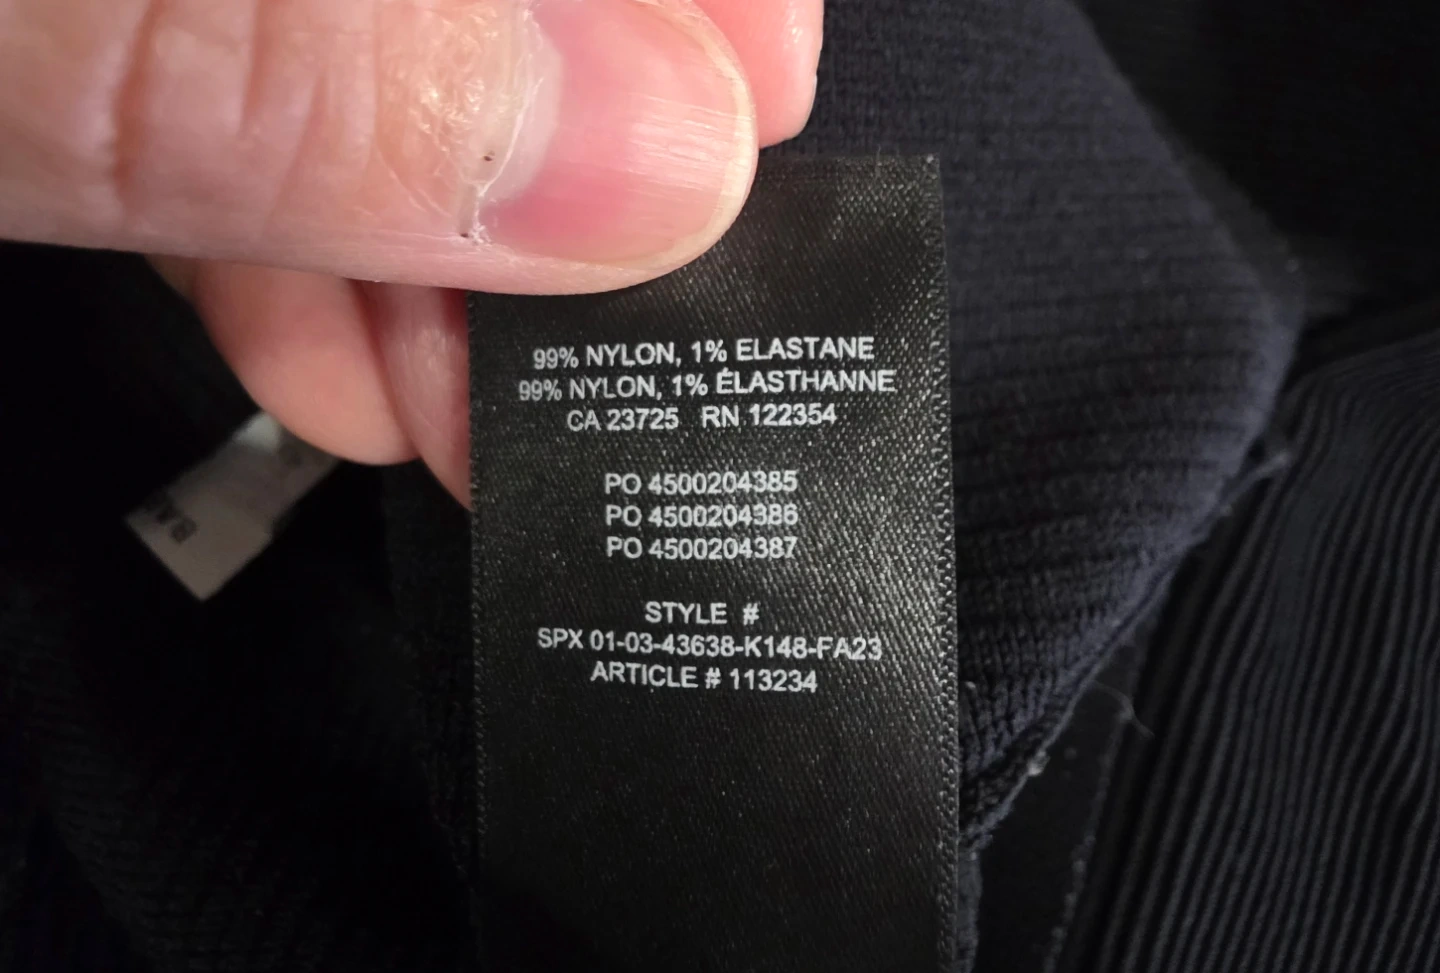 99% NYLON, 1% ELASTANE
99% NYLON, 1% ÉLASTHANNE
CA 23725 RN 122354
PO 4500204385
PO 4500204386
PO 4500204387
STYLE #
SPX 01-03-43638-K148-FA23
ARTICLE # 113234